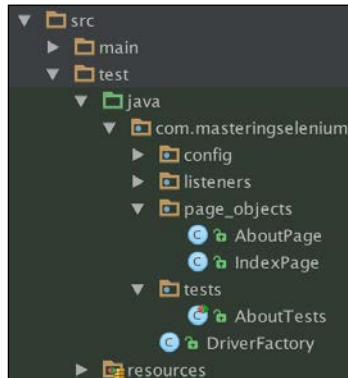 src
main
test
java
com.masteringselenium
config
listeners
page_objects
AboutPage
IndexPage
tests
AboutTests
DriverFactory
resources